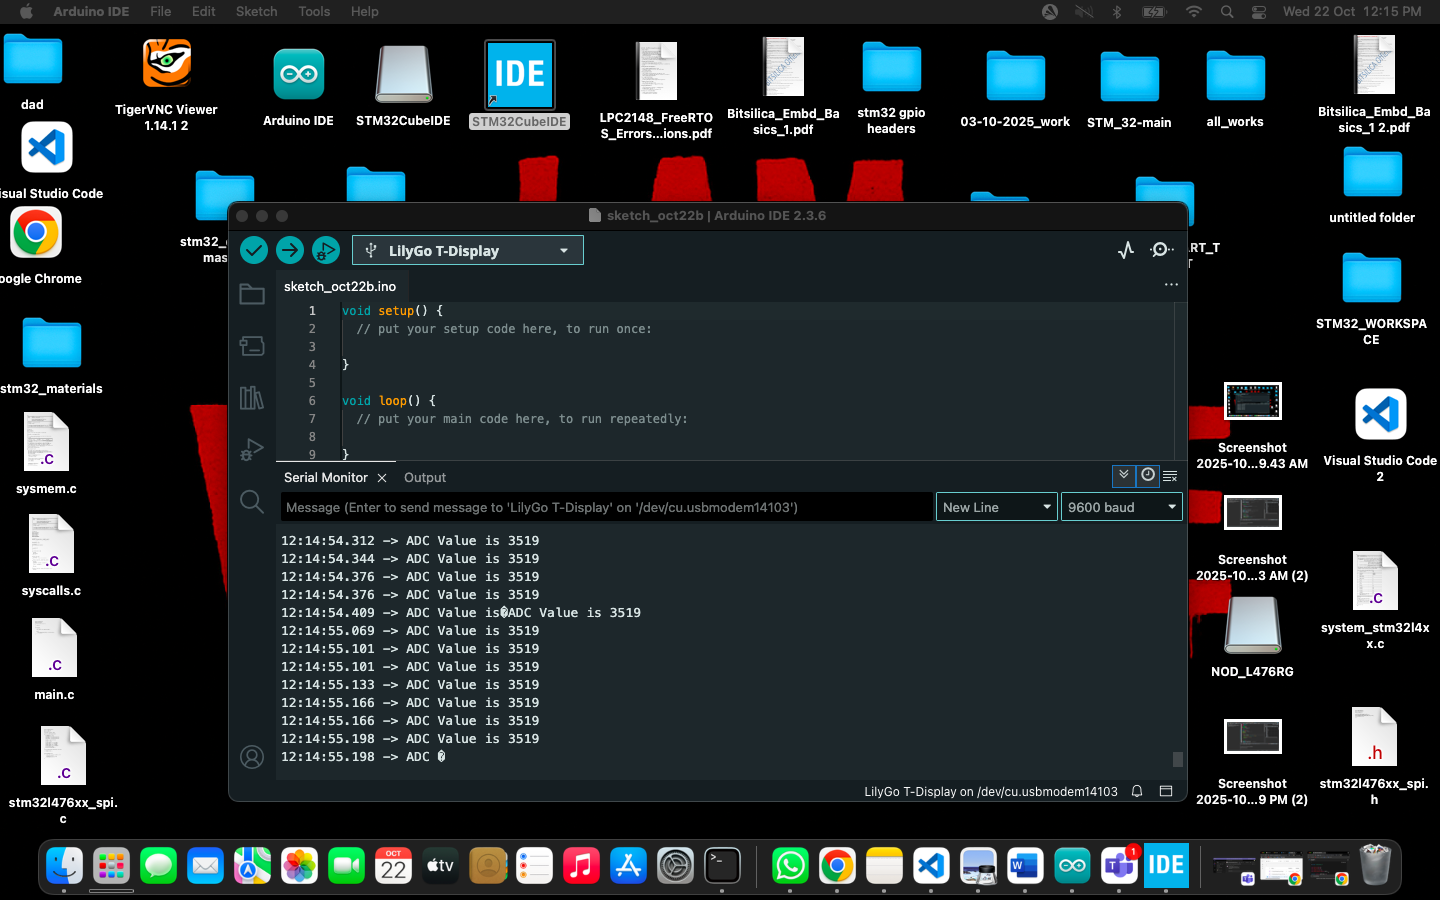 Arduino IDE File Edit Sketch Tools Help Wed 22 Oct 12:15 PM
dad
TigerVNC Viewer
1.14.1 2
Arduino IDE
STM32CubeIDE
IDE
STM32CubeIDE
LPC2148_FreeRTO
S_Errors...ions.pdf
Bitsilica_Embd_Ba
sics_1.pdf
stm32 gpio
headers
03-10-2025_work
STM_32-main
all_works
Bitsilica_Embd_Ba
sics_1 2.pdf
isual Studio Code
oogle Chrome
stm32_materials
.C
sysmem.c
.C
syscalls.c
.C
main.c
.C
stm32l476xx_spi.
c
untitled folder
STM32_WORKSPA
CE
Screenshot
2025-10...9.43 AM
Visual Studio Code
2
Screenshot
2025-10...3 AM (2)
.C
system_stm32l4x
x.c
NOD_L476RG
Screenshot
2025-10...9 PM (2)
.h
stm32l476xx_spi.
h
sketch_oct22b | Arduino IDE 2.3.6
LilyGo T-Display
sketch_oct22b.ino
1 void setup() {
2 // put your setup code here, to run once:
3
4 }
5
6 void loop() {
7 // put your main code here, to run repeatedly:
8
9 }
Serial Monitor Output
Message (Enter to send message to 'LilyGo T-Display' on '/dev/cu.usbmodem14103') New Line 9600 baud
12:14:54.312 -> ADC Value is 3519
12:14:54.344 -> ADC Value is 3519
12:14:54.376 -> ADC Value is 3519
12:14:54.376 -> ADC Value is 3519
12:14:54.409 -> ADC Value is�ADC Value is 3519
12:14:55.069 -> ADC Value is 3519
12:14:55.101 -> ADC Value is 3519
12:14:55.101 -> ADC Value is 3519
12:14:55.133 -> ADC Value is 3519
12:14:55.166 -> ADC Value is 3519
12:14:55.166 -> ADC Value is 3519
12:14:55.198 -> ADC Value is 3519
12:14:55.198 -> ADC �
LilyGo T-Display on /dev/cu.usbmodem14103
OCT
22
tv
1
IDE